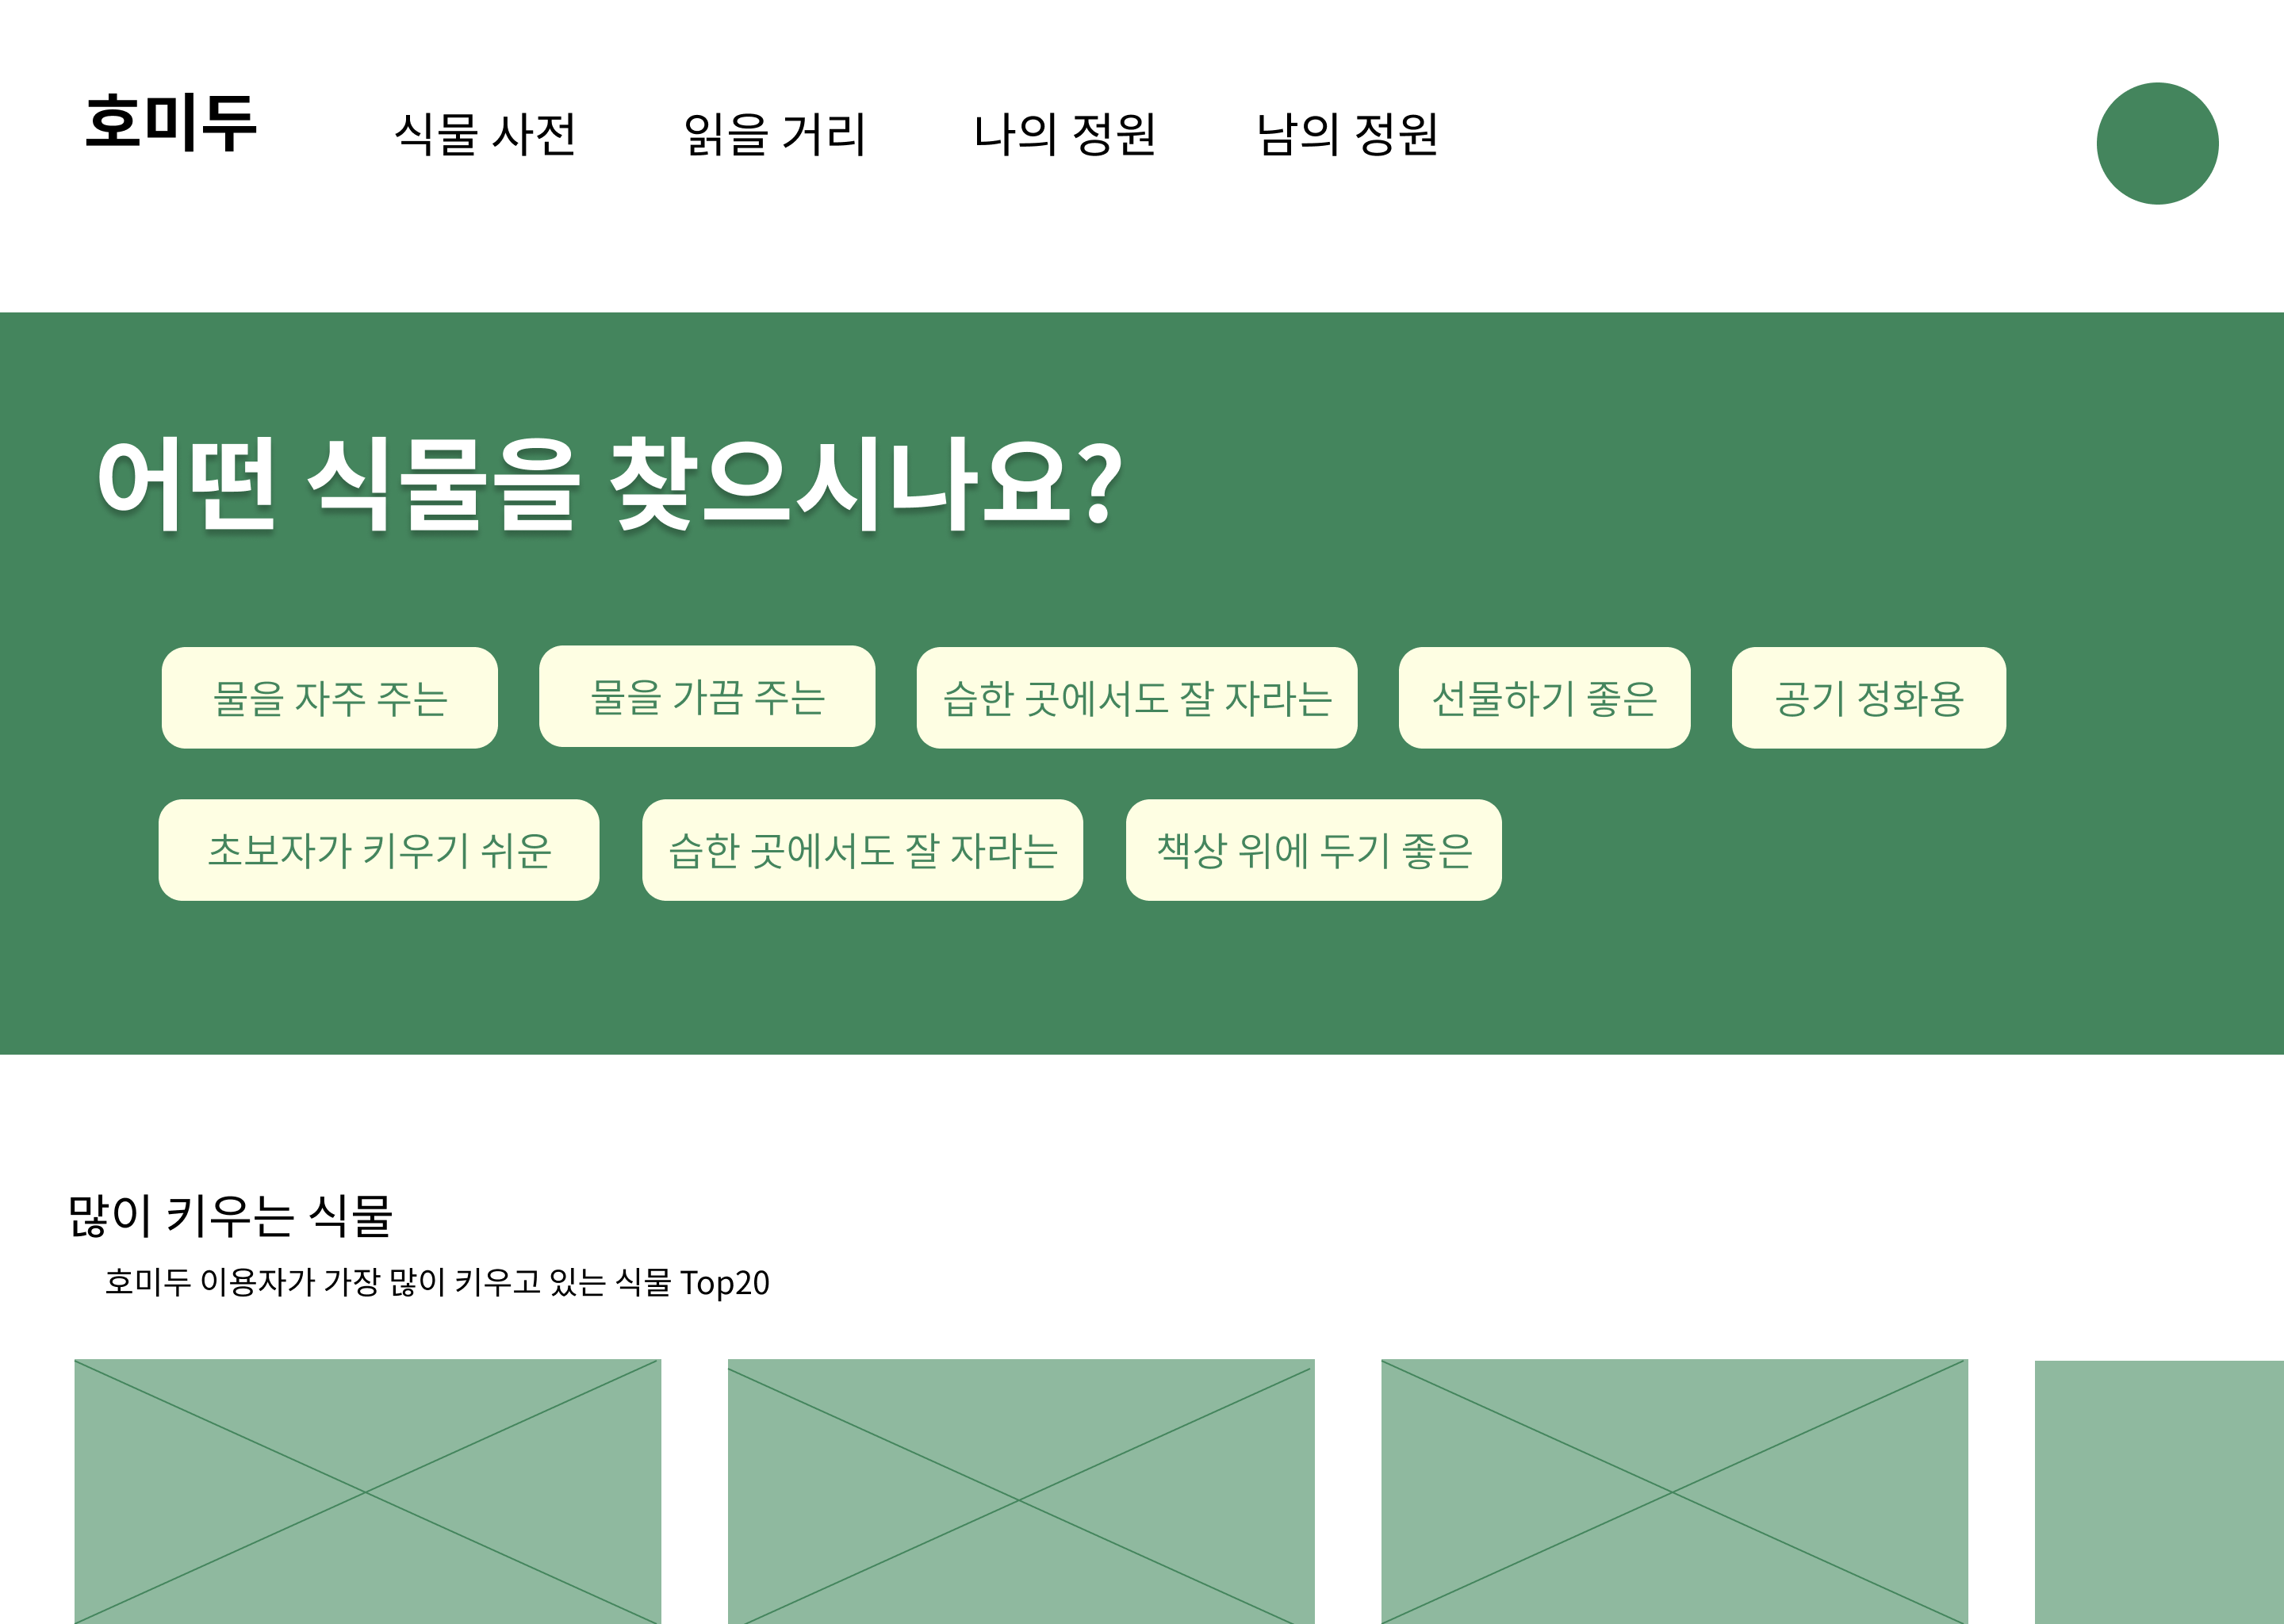 호미두 식물 사전 읽을 거리 나의 정원 남의 정원
어떤 식물을 찾으시나요?
물을 자주 주는 물을 가끔 주는 습한 곳에서도 잘 자라는 선물하기 좋은 공기 정화용
초보자가 키우기 쉬운 습한 곳에서도 잘 자라는 책상 위에 두기 좋은
많이 키우는 식물
호미두 이용자가 가장 많이 키우고 있는 식물 Top20